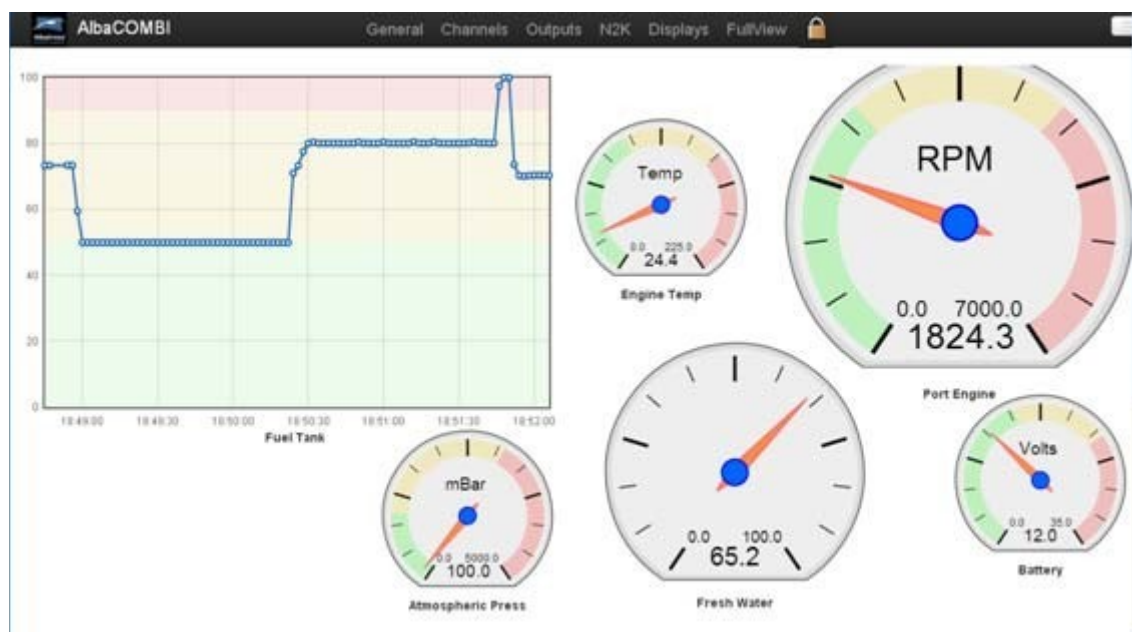 AlbaCOMBI
General Channels Outputs N2K Displays FullView
100
80
60
40
20
0
18:49:00 18:49:30 18:50:00 18:50:30 18:51:00 18:51:30 18:52:00
Fuel Tank
Temp
0.0 225.0
24.4
Engine Temp
RPM
0.0 7000.0
1824.3
Port Engine
mBar
0.0 5000.0
100.0
Atmospheric Press
0.0 100.0
65.2
Fresh Water
Volts
0.0 35.0
12.0
Battery